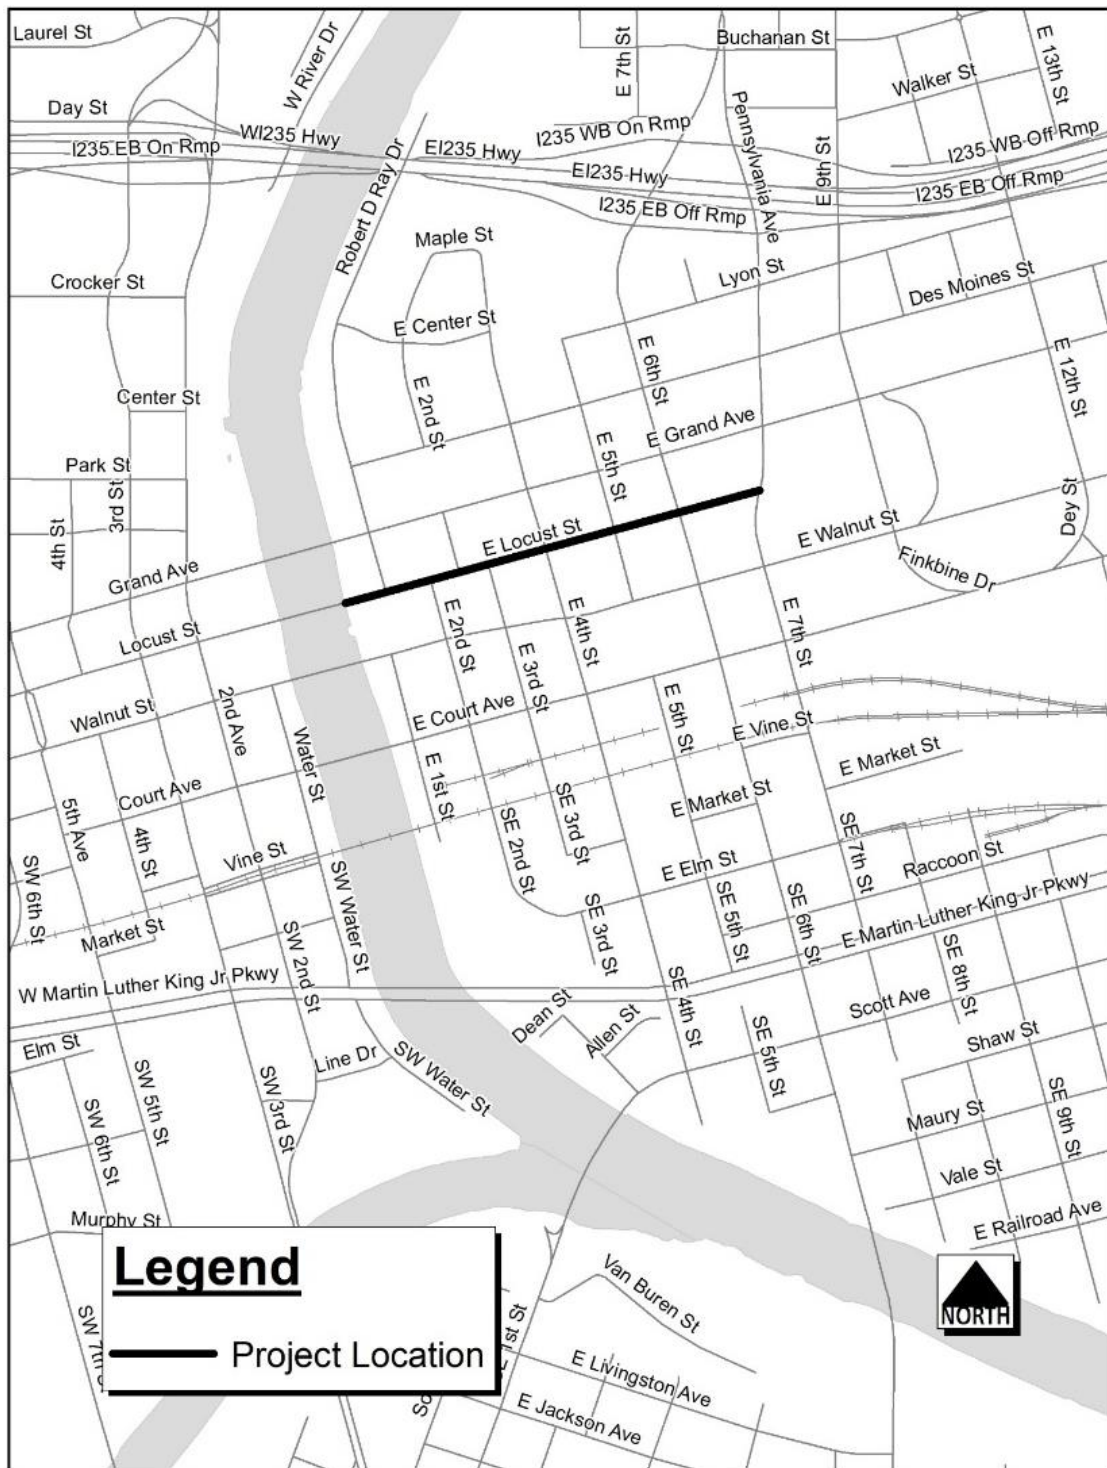 Laurel St
W River Dr
E 7th St
Buchanan St
E 13th St
Walker St
Day St
WI235 Hwy
I235 EB On Rmp
Robert D Ray Dr
EI235 Hwy
I235 WB On Rmp
Pennsylvania Ave
E 9th St
I235 WB Off Rmp
EI235 Hwy
I235 EB Off Rmp
I235 EB Off Rmp
Maple St
Lyon St
Crocker St
Des Moines St
E Center St
E 6th St
E 12th St
Center St
E 2nd St
E Grand Ave
E 5th St
Park St
3rd St
4th St
E Locust St
E Walnut St
Dey St
Finkbine Dr
Grand Ave
Locust St
E 2nd St
E 4th St
E 7th St
E 3rd St
Walnut St
2nd Ave
E Court Ave
E 5th St
E Vine St
Water St
E 1st St
E Market St
Court Ave
5th Ave
4th St
SE 3rd St
E Market St
SE 2nd St
SE 7th St
Vine St
E Elm St
Raccoon St
SW 6th St
SW Water St
SE 3rd St
SE 5th St
SE 6th St
E Martin Luther King Jr Pkwy
Market St
SW 2nd St
W Martin Luther King Jr Pkwy
SE 4th St
SE 8th St
Scott Ave
Dean St
Allen St
SE 5th St
Shaw St
Elm St
Line Dr
SW Water St
SW 5th St
SW 3rd St
SW 6th St
Maury St
SE 9th St
Vale St
Murphy St
E Railroad Ave
Legend
Project Location
NORTH
Van Buren St
SW 7th
1st St
E Livingston Ave
E Jackson Ave